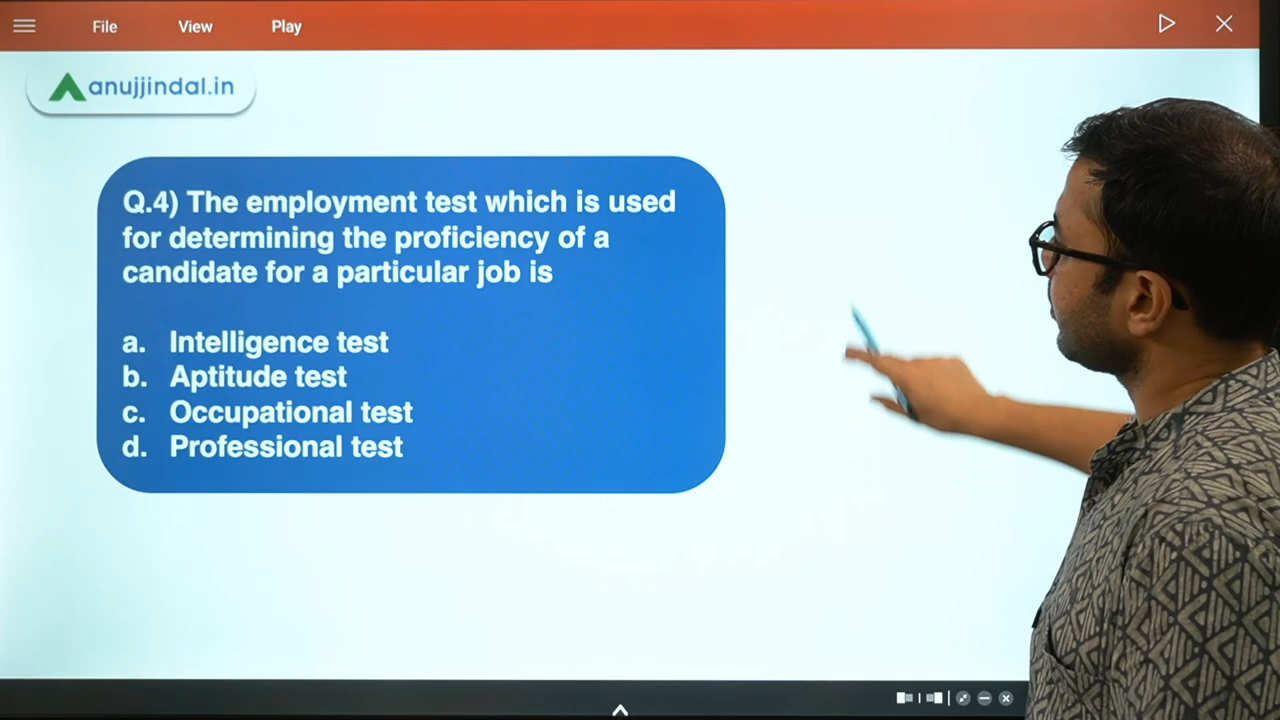 File View Play
anujjindal.in
Q.4) The employment test which is used
for determining the proficiency of a
candidate for a particular job is
a. Intelligence test
b. Aptitude test
c. Occupational test
d. Professional test